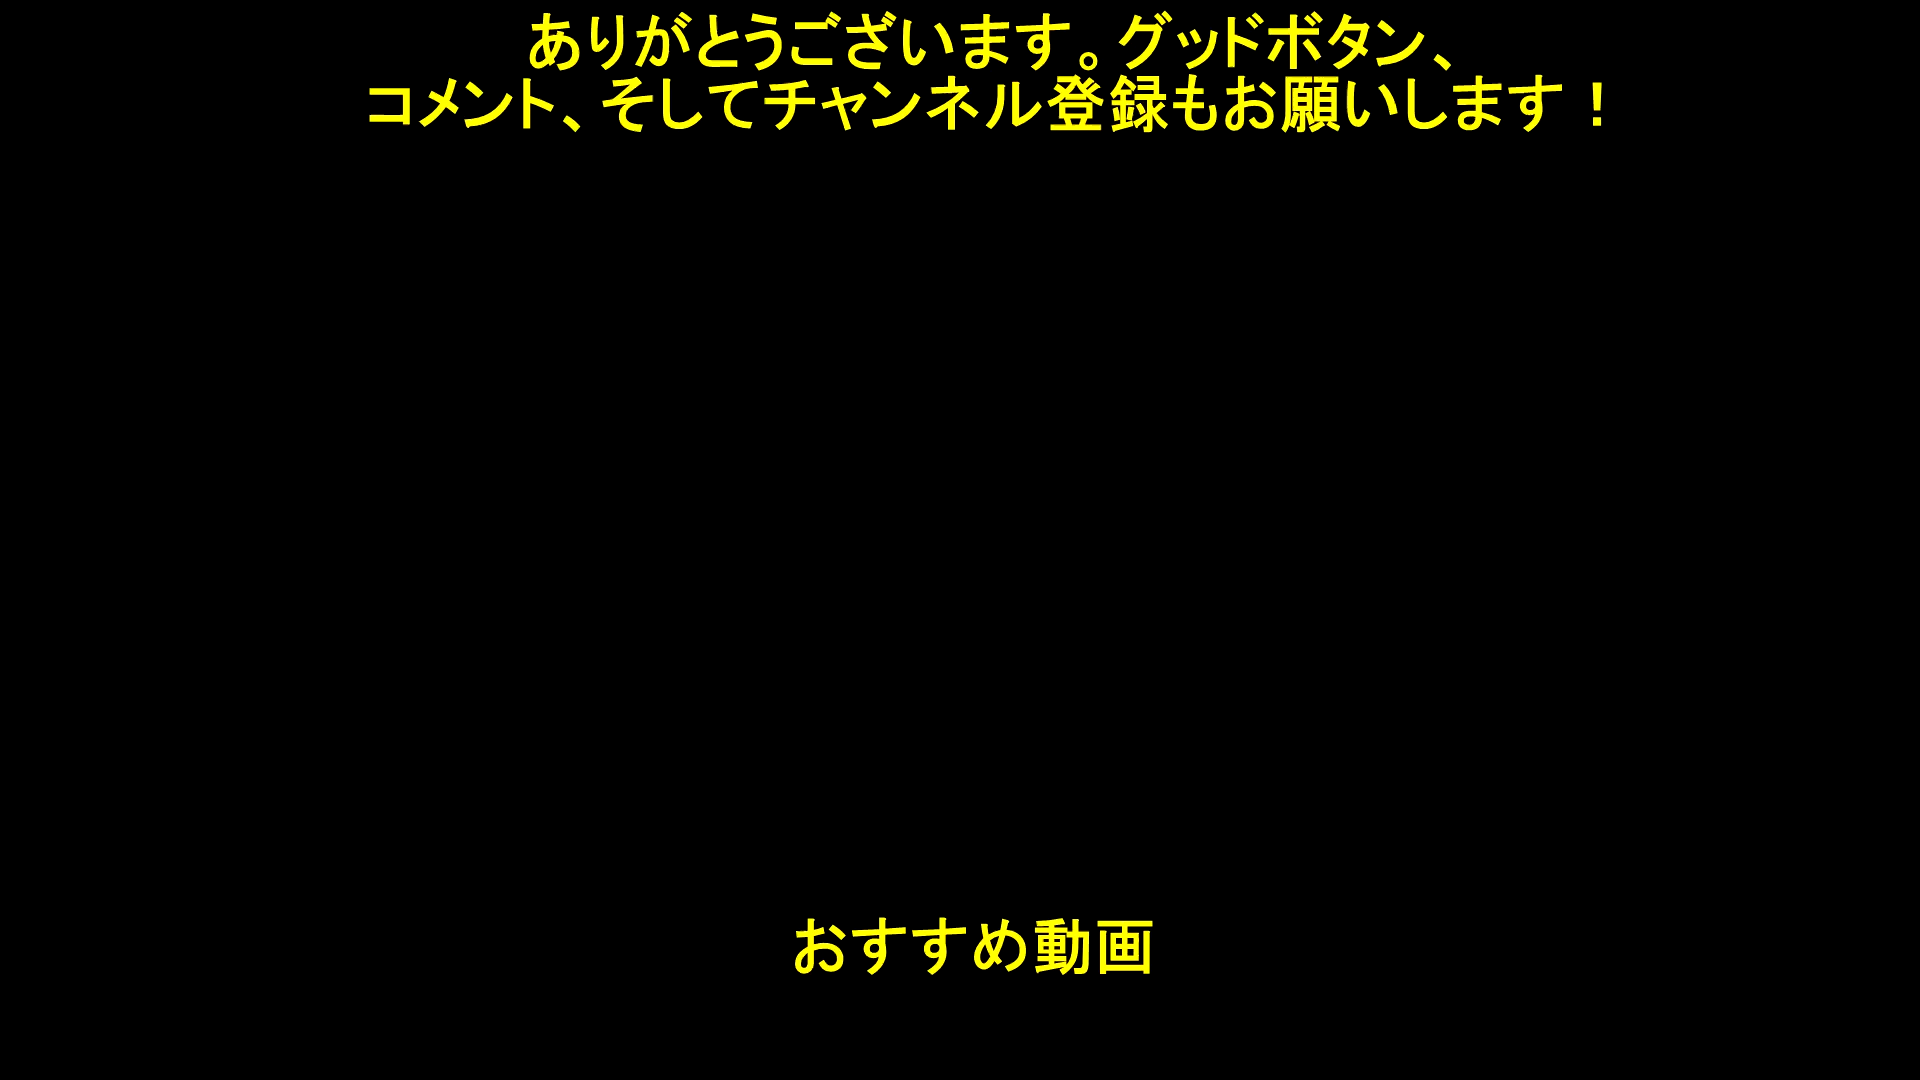 ありがとうございます。グッドボタン、
コメント、そしてチャンネル登録もお願いします！
おすすめ動画